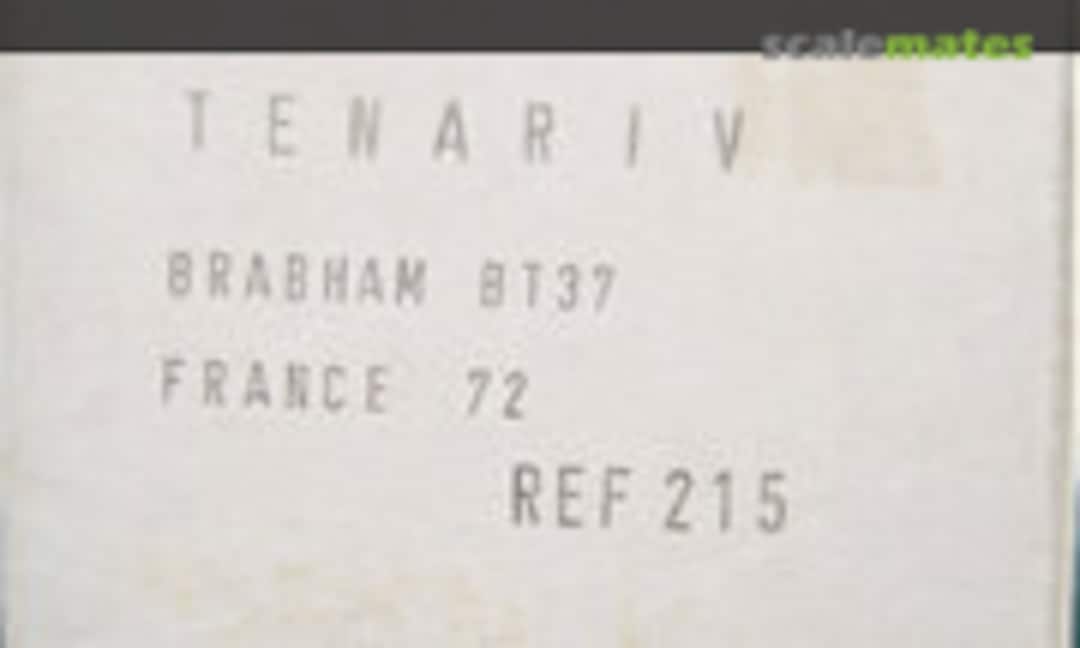 scalemates
TENARIV
BRABHAM BT37
FRANCE 72
REF 215